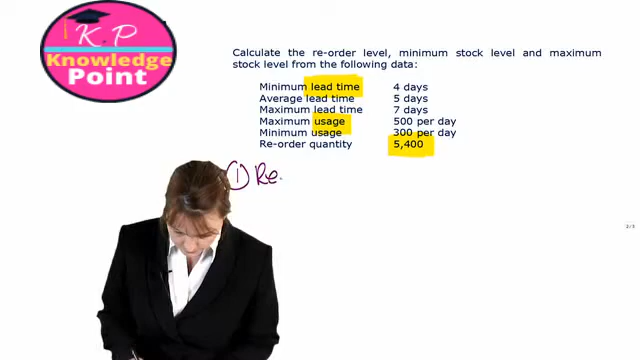 K.P
Knowledge
Point
Calculate the re-order level, minimum stock level and maximum
stock level from the following data:
Minimum lead time 4 days
Average lead time 5 days
Maximum lead time 7 days
Maximum usage 500 per day
Minimum usage 300 per day
Re-order quantity 5,400
① Re